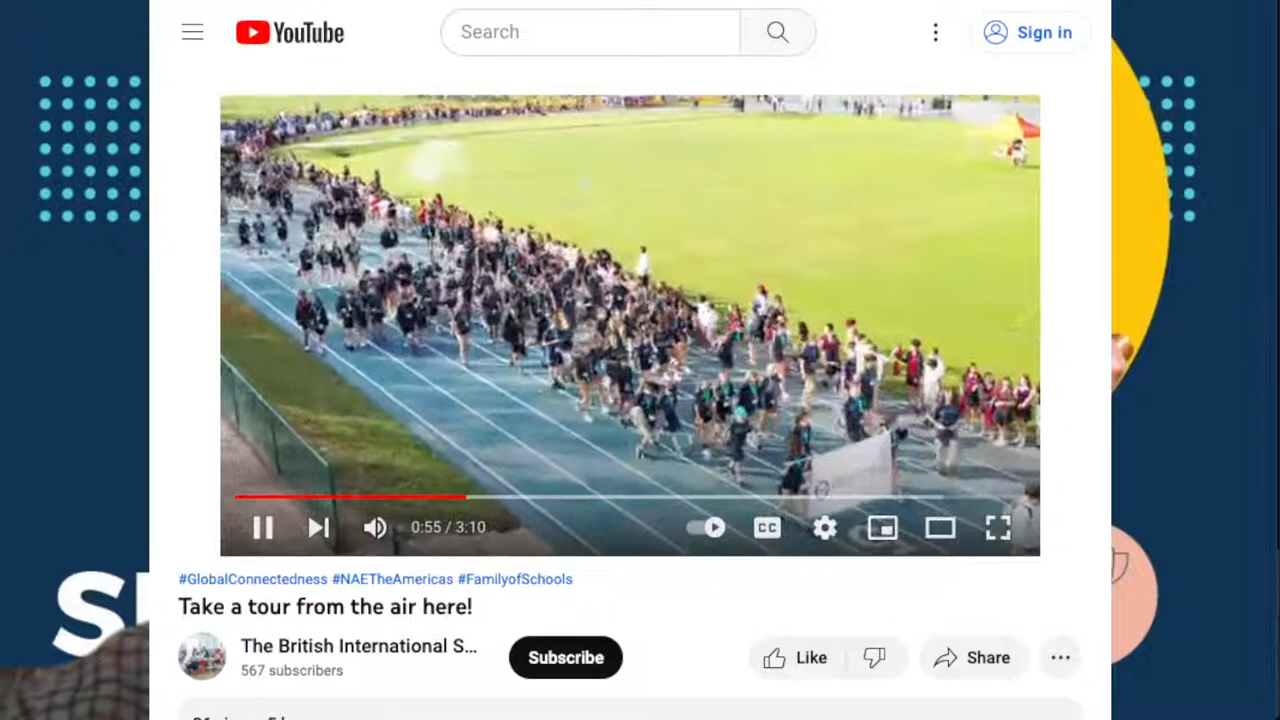 YouTube
Search
Sign in
0:55 / 3:10
CC
#GlobalConnectedness #NAETheAmericas #FamilyofSchools
Take a tour from the air here!
The British International S...
567 subscribers
Subscribe
Like
Share